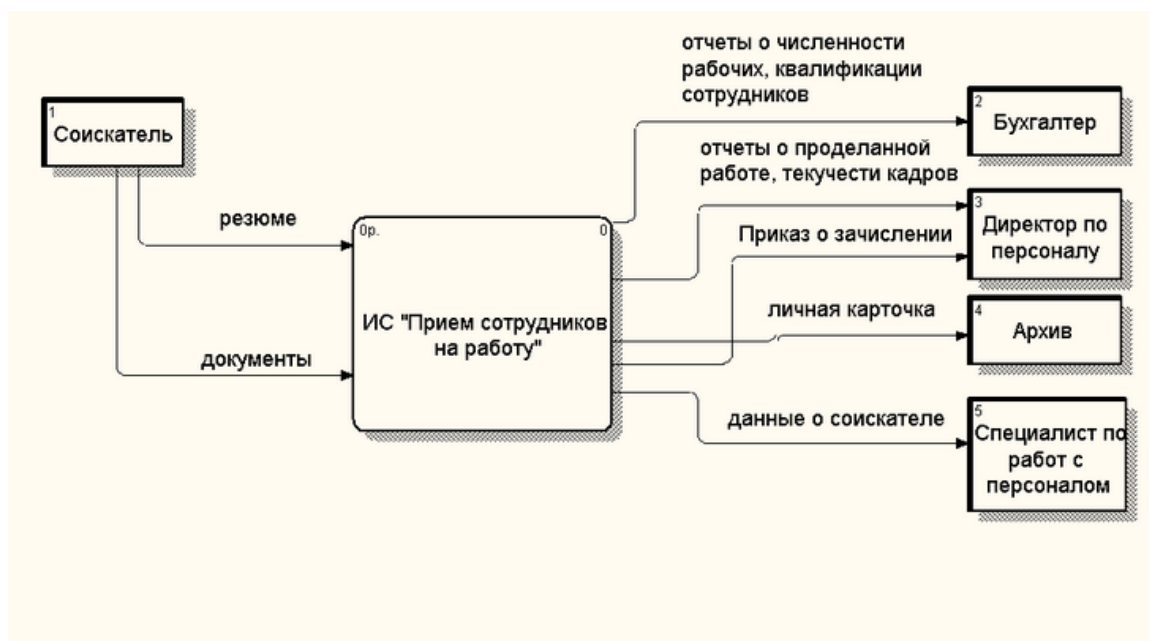 отчеты о численности
рабочих, квалификации
сотрудников
1
Соискатель
2
Бухгалтер
отчеты о проделанной
работе, текучести кадров
3
Директор по
персоналу
резюме
0р.
0
Приказ о зачислении
ИС "Прием сотрудников
на работу"
личная карточка
4
Архив
документы
данные о соискателе
5
Специалист по
работ с
персоналом